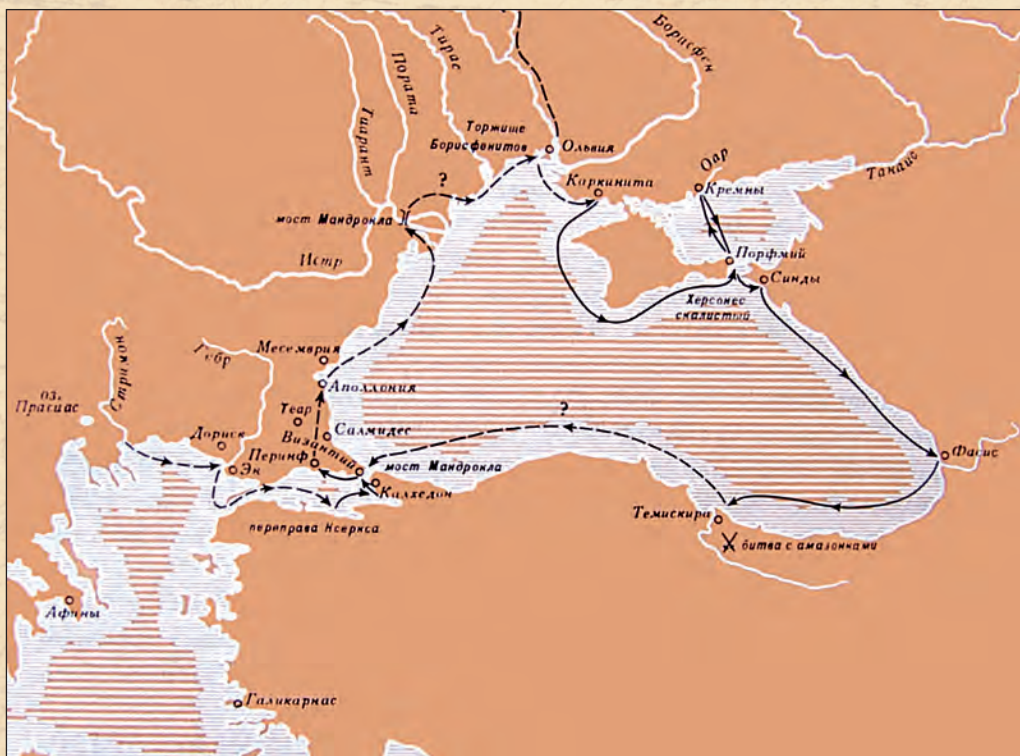 Борисфен
Тирас
Пората
Тиарант
Торжище
Борисфенитов
Ольвия
Каркинита
Оар
Танаис
Кремны
?
мост Мандрокла
Истр
Порфмий
Синды
Херсонес
скалистый
Стримон
Гебр
Месемврия
оз.
Прасиас
Аполлония
Теар
Салмидес
?
Дориск
Византий
Эн
Перинф
мост Мандрокла
Фасис
Калхедон
Темискира
переправа Ксеркса
битва с амазонками
Афины
Галикарнас